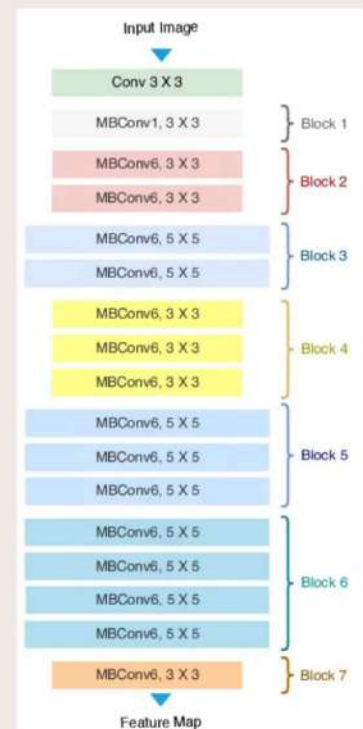 Input Image
Conv 3 X 3
MBConv1, 3 X 3
Block 1
MBConv6, 3 X 3
MBConv6, 3 X 3
Block 2
MBConv6, 5 X 5
MBConv6, 5 X 5
Block 3
MBConv6, 3 X 3
MBConv6, 3 X 3
MBConv6, 3 X 3
Block 4
MBConv6, 5 X 5
MBConv6, 5 X 5
MBConv6, 5 X 5
Block 5
MBConv6, 5 X 5
MBConv6, 5 X 5
MBConv6, 5 X 5
MBConv6, 5 X 5
Block 6
MBConv6, 3 X 3
Block 7
Feature Map